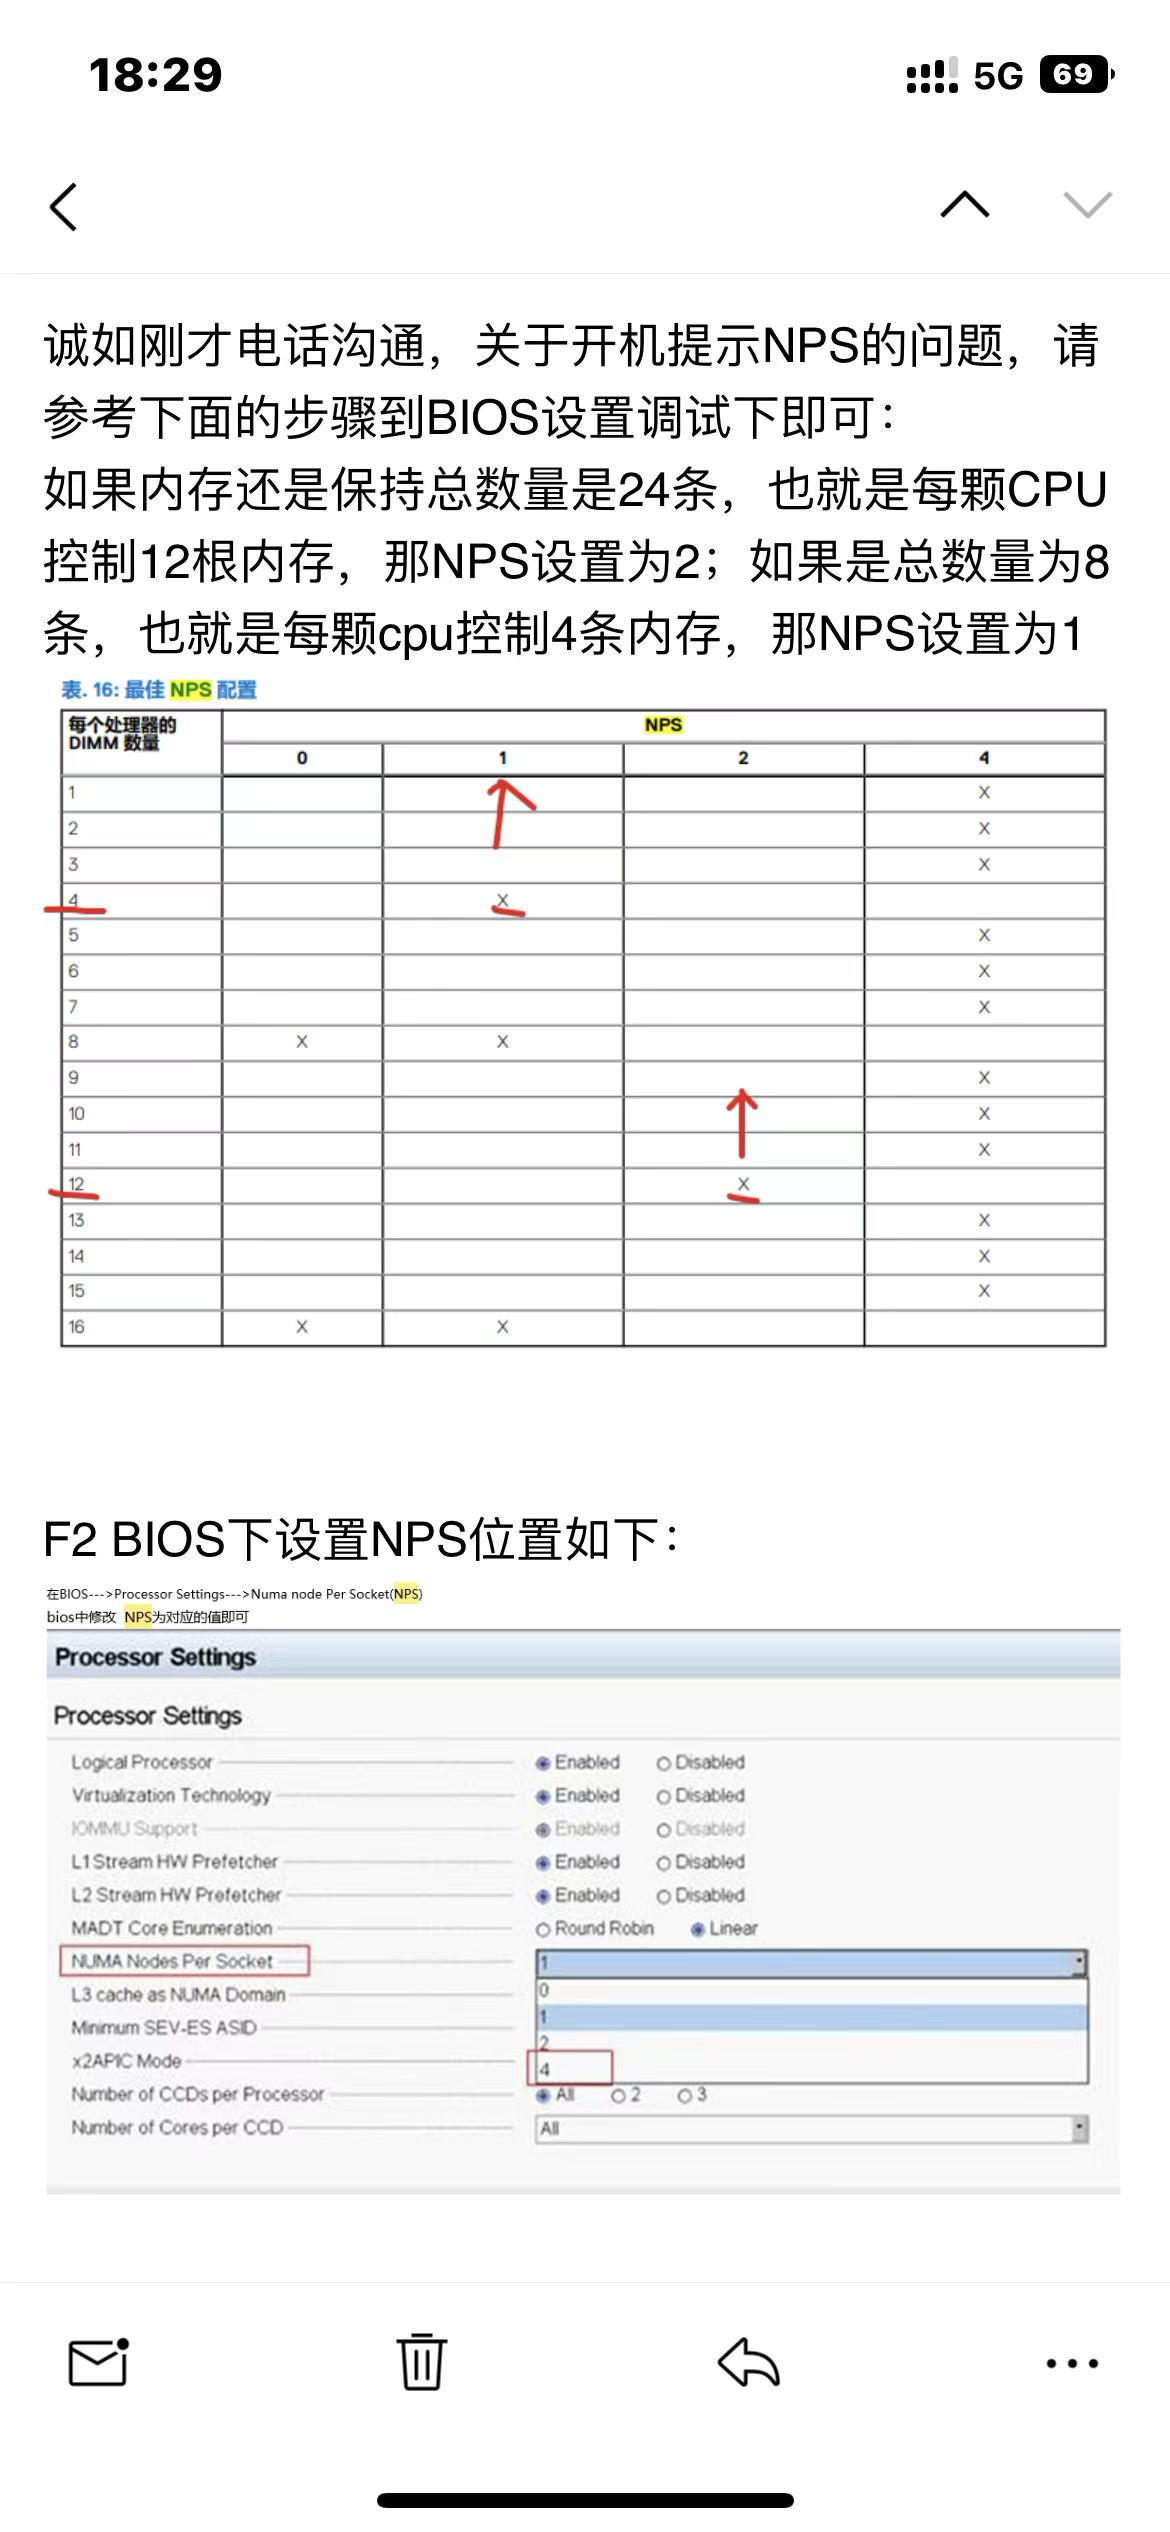 18:29
5G 69
诚如刚才电话沟通，关于开机提示NPS的问题，请
参考下面的步骤到BIOS设置调试下即可：
如果内存还是保持总数量是24条，也就是每颗CPU
控制12根内存，那NPS设置为2；如果是总数量为8
条，也就是每颗cpu控制4条内存，那NPS设置为1
表. 16: 最佳 NPS 配置
每个处理器的
DIMM 数量
NPS
0 1 2 4
1 X
2 X
3 X
4 X
5 X
6 X
7 X
8 X X
9 X
10 X
11 X
12 X
13 X
14 X
15 X
16 X X
F2 BIOS下设置NPS位置如下：
在BIOS--->Processor Settings--->Numa node Per Socket(NPS)
bios中修改 NPS为对应的值即可
Processor Settings
Processor Settings
Logical Processor Enabled Disabled
Virtualization Technology Enabled Disabled
IOMMU Support Enabled Disabled
L1 Stream HW Prefetcher Enabled Disabled
L2 Stream HW Prefetcher Enabled Disabled
MADT Core Enumeration Round Robin Linear
NUMA Nodes Per Socket 1
L3 cache as NUMA Domain 0
1
Minimum SEV-ES ASID 2
x2APIC Mode 4
Number of CCDs per Processor All 2 3
Number of Cores per CCD All